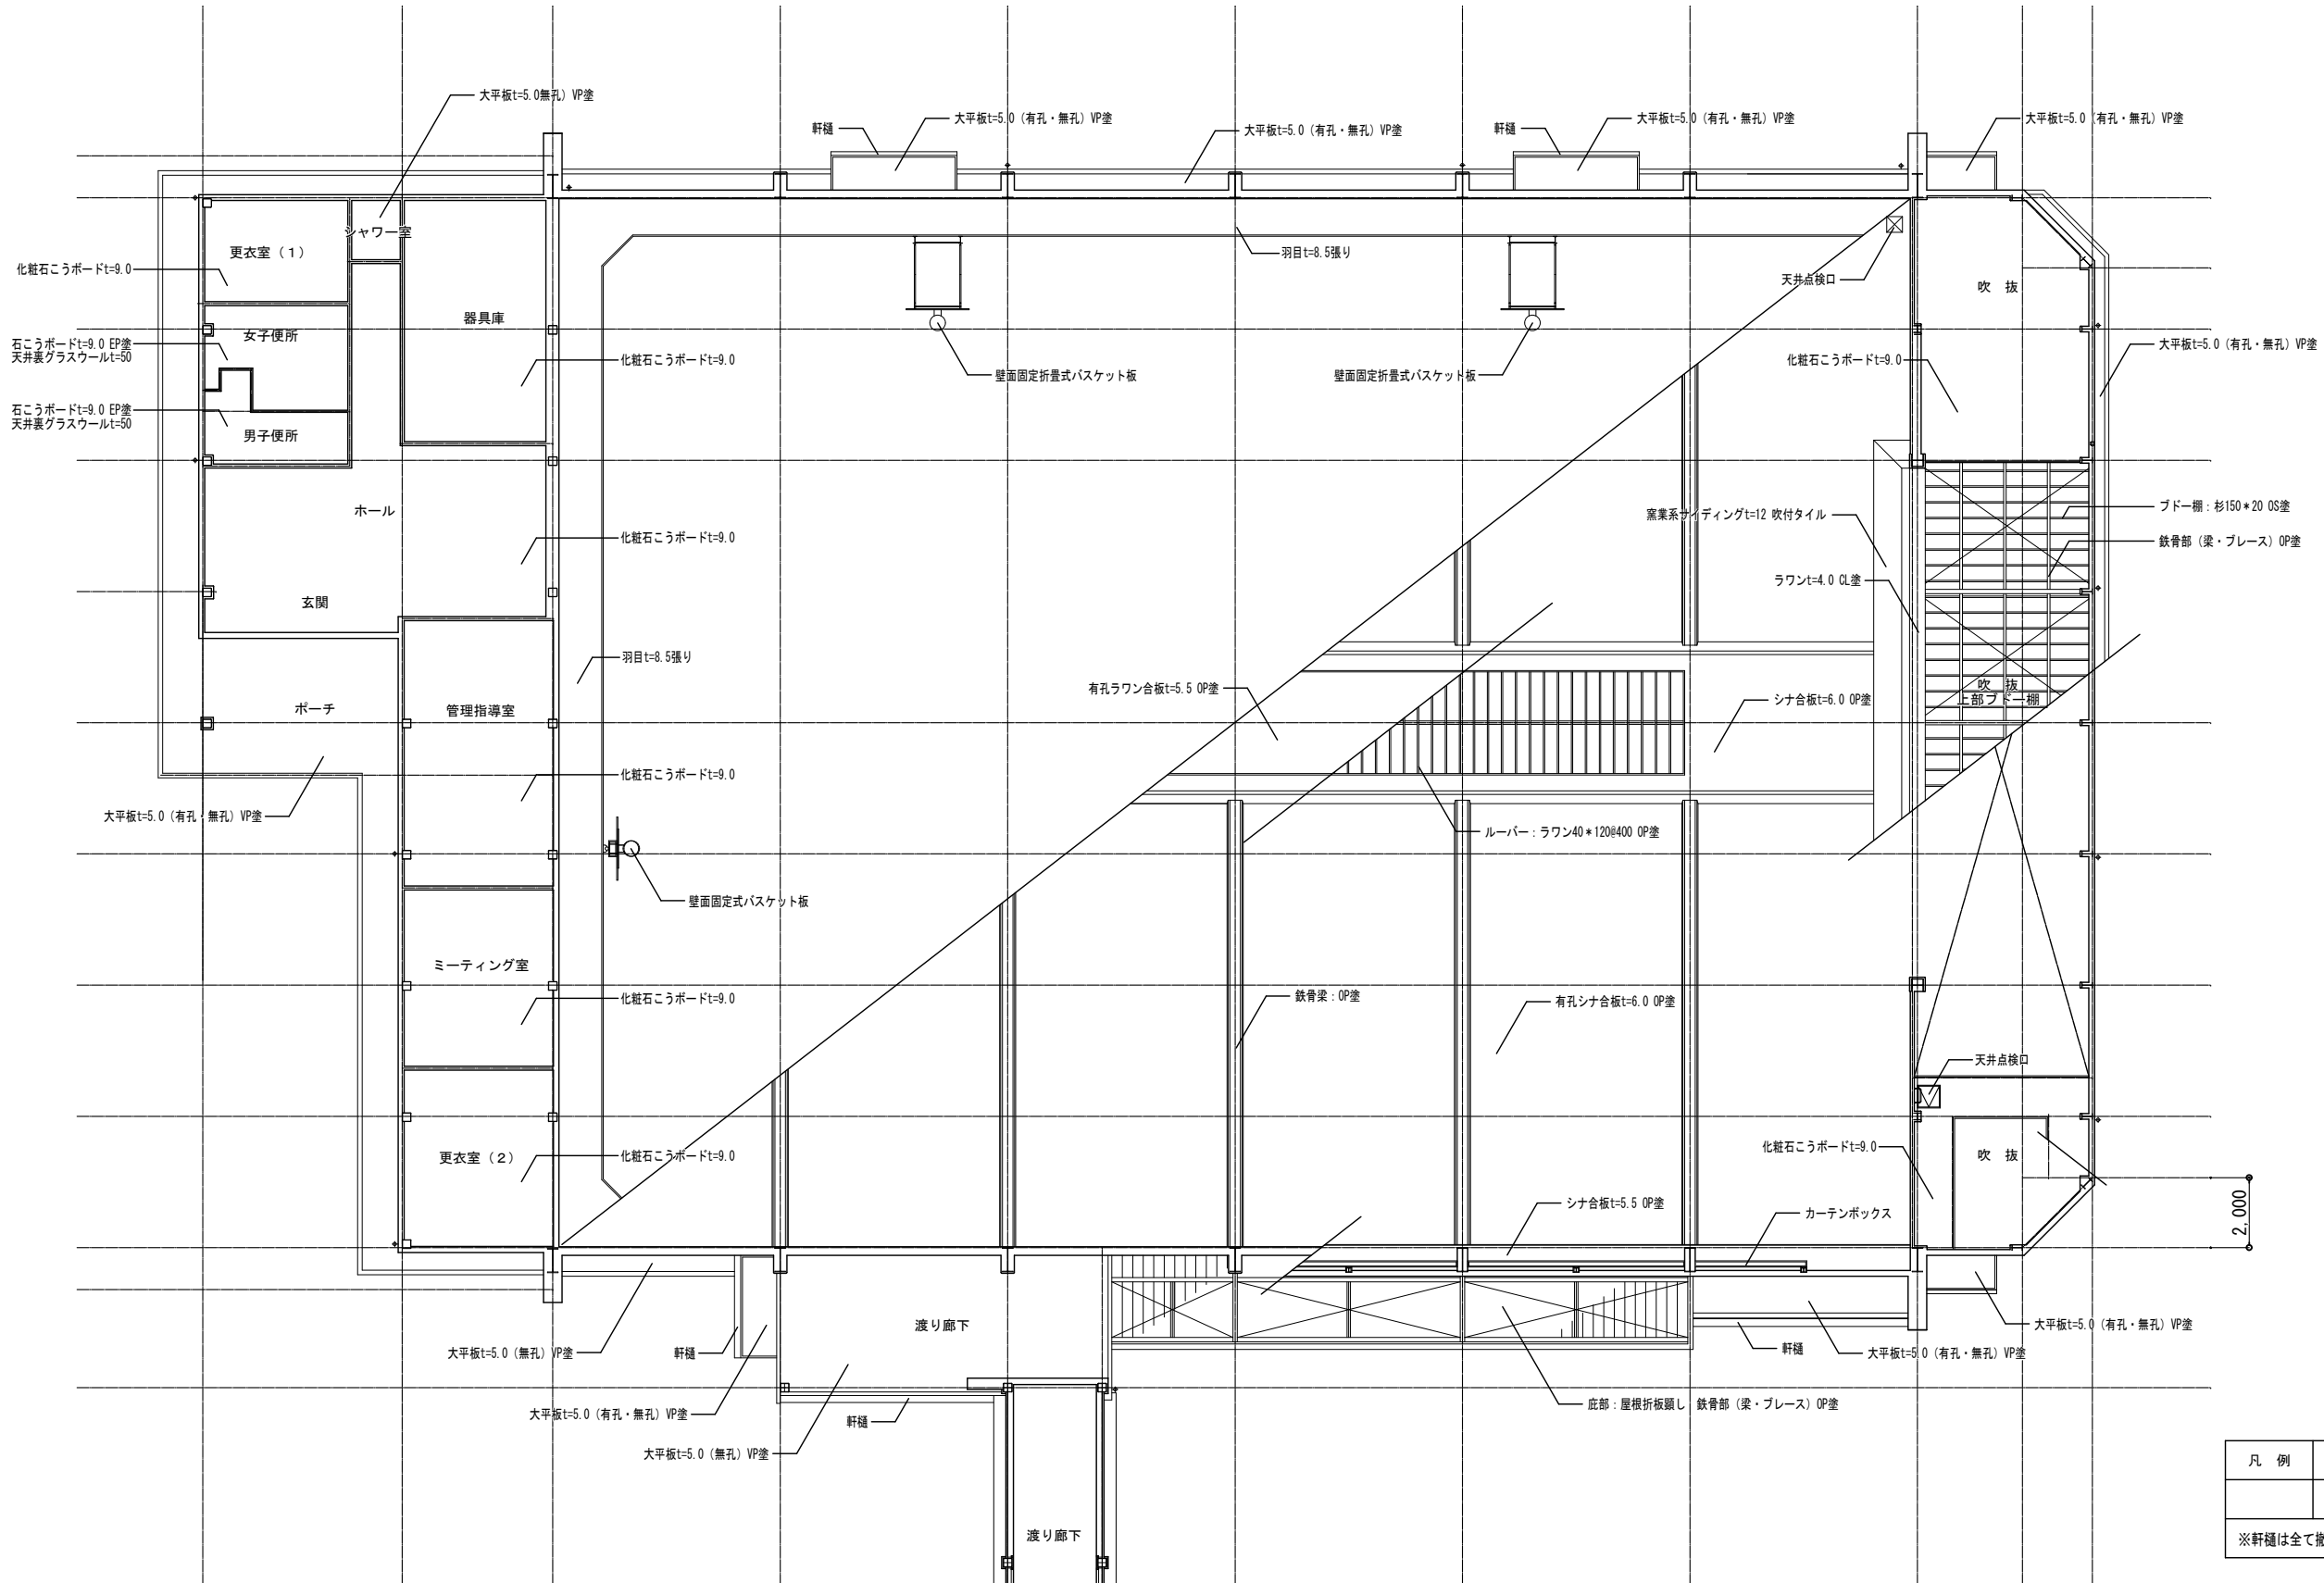 大平板t=5.0無孔）VP塗
軒樋
大平板t=5.0（有孔・無孔）VP塗
大平板t=5.0（有孔・無孔）VP塗
軒樋
大平板t=5.0（有孔・無孔）VP塗
大平板t=5.0（有孔・無孔）VP塗
シャワー室
更衣室（１）
化粧石こうボードt=9.0
羽目t=8.5張り
天井点検口
吹　抜
器具庫
女子便所
石こうボードt=9.0 EP塗
天井裏グラスウールt=50
大平板t=5.0（有孔・無孔）VP塗
化粧石こうボードt=9.0
化粧石こうボードt=9.0
壁面固定折畳式バスケット板
壁面固定折畳式バスケット板
石こうボードt=9.0 EP塗
天井裏グラスウールt=50
男子便所
ホール
窯業系サイディングt=12 吹付タイル
ブドー棚：杉150*20 OS塗
化粧石こうボードt=9.0
鉄骨部（梁・ブレース）OP塗
ラワンt=4.0 CL塗
玄関
羽目t=8.5張り
有孔ラワン合板t=5.5 OP塗
シナ合板t=6.0 OP塗
吹　抜
上部ブドー棚
ポーチ
管理指導室
化粧石こうボードt=9.0
大平板t=5.0（有孔・無孔）VP塗
ルーバー：ラワン40*120@400 OP塗
壁面固定式バスケット板
ミーティング室
化粧石こうボードt=9.0
鉄骨梁：OP塗
有孔シナ合板t=6.0 OP塗
天井点検口
更衣室（２）
化粧石こうボードt=9.0
化粧石こうボードt=9.0
吹　抜
シナ合板t=5.5 OP塗
カーテンボックス
2,000
渡り廊下
大平板t=5.0（無孔）VP塗
軒樋
軒樋
大平板t=5.0（有孔・無孔）VP塗
大平板t=5.0（有孔・無孔）VP塗
大平板t=5.0（有孔・無孔）VP塗
軒樋
庇部：屋根折板顕し　鉄骨部（梁・ブレース）OP塗
大平板t=5.0（無孔）VP塗
渡り廊下
凡　例
※軒樋は全て撤